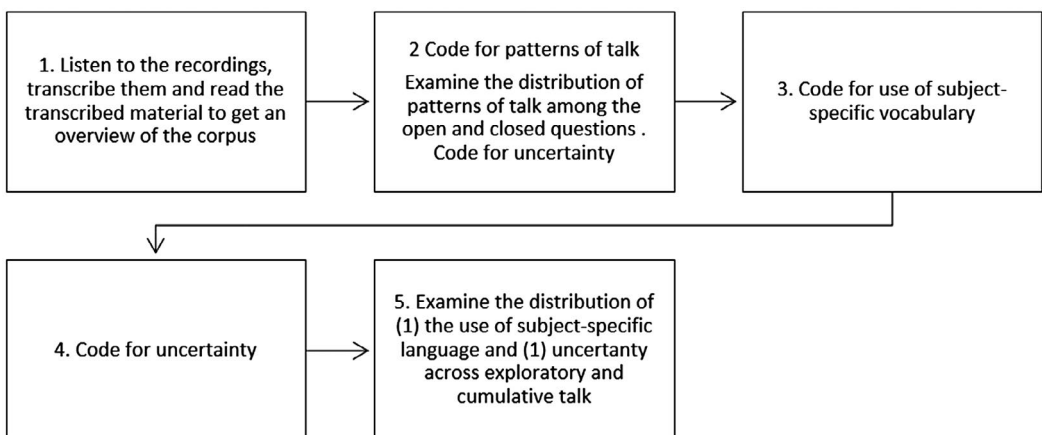 1. Listen to the recordings,
transcribe them and read the
transcribed material to get an
overview of the corpus
2 Code for patterns of talk
Examine the distribution of
patterns of talk among the
open and closed questions .
Code for uncertainty
3. Code for use of subject-
specific vocabulary
4. Code for uncertainty
5. Examine the distribution of
(1) the use of subject-specific
language and (1) uncertanty
across exploratory and
cumulative talk